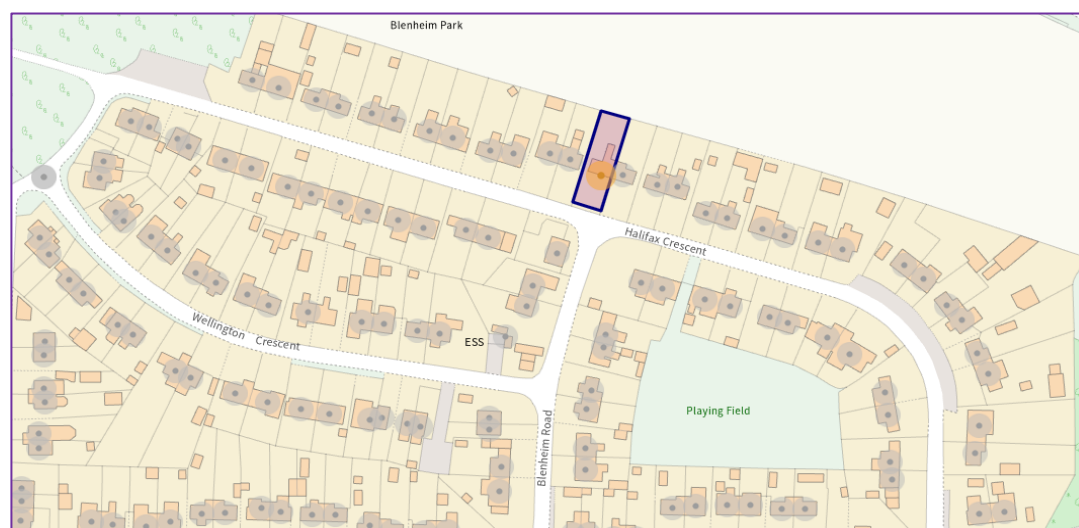 Blenheim Park
Halifax Crescent
Wellington Crescent
ESS
Playing Field
Blenheim Road